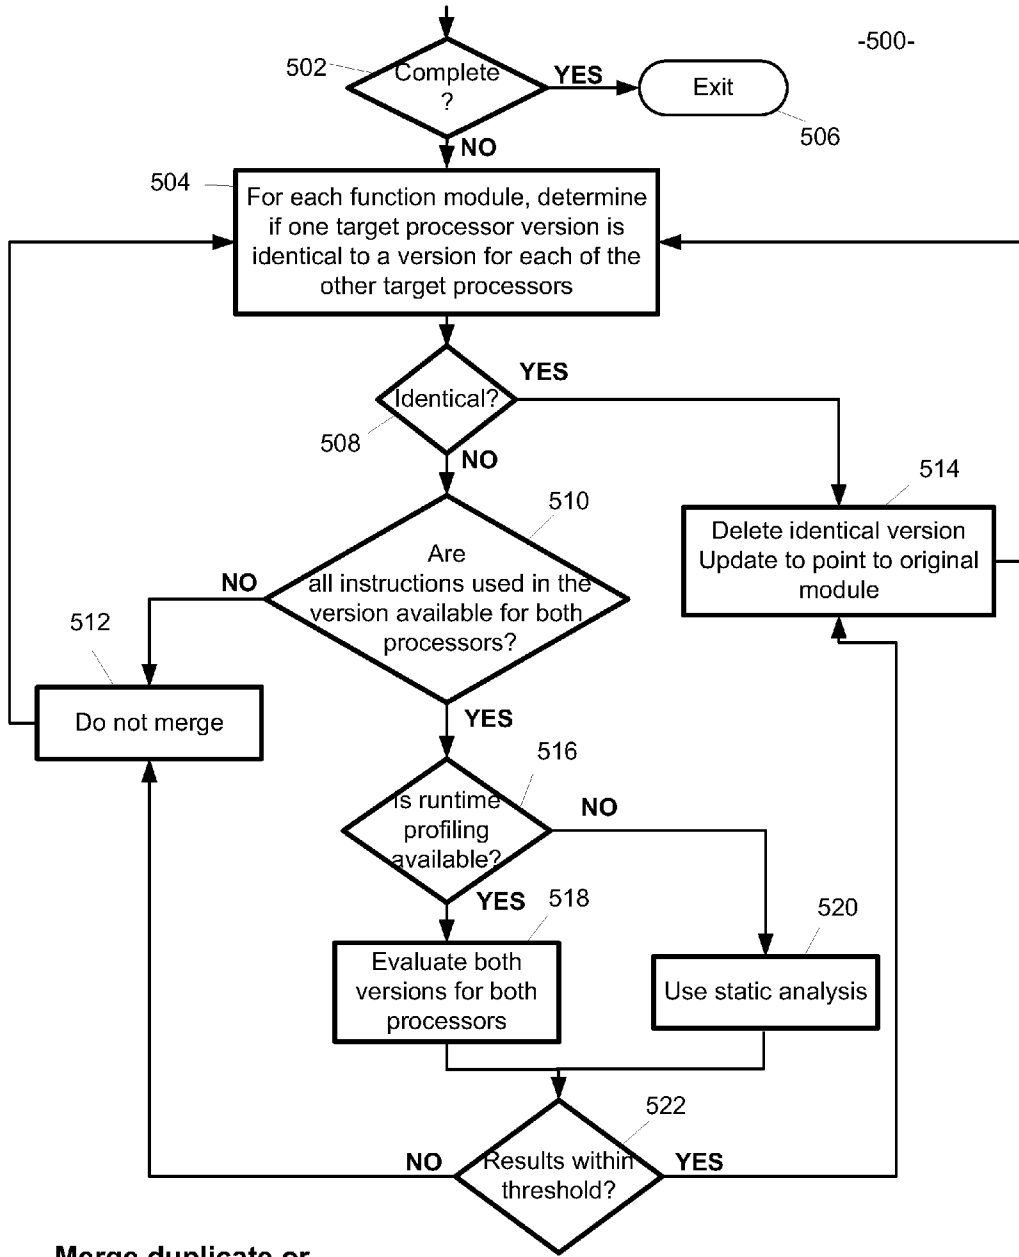 -500-
502
Complete
?
YES
Exit
506
NO
504
For each function module, determine
if one target processor version is
identical to a version for each of the
other target processors
Identical?
YES
508
NO
510
514
Are
all instructions used in the
version available for both
processors?
NO
Delete identical version
Update to point to original
module
512
Do not merge
YES
516
Is runtime
profiling
available?
NO
YES
518
520
Evaluate both
versions for both
processors
Use static analysis
522
Results within
threshold?
NO
YES
Merge duplicate or